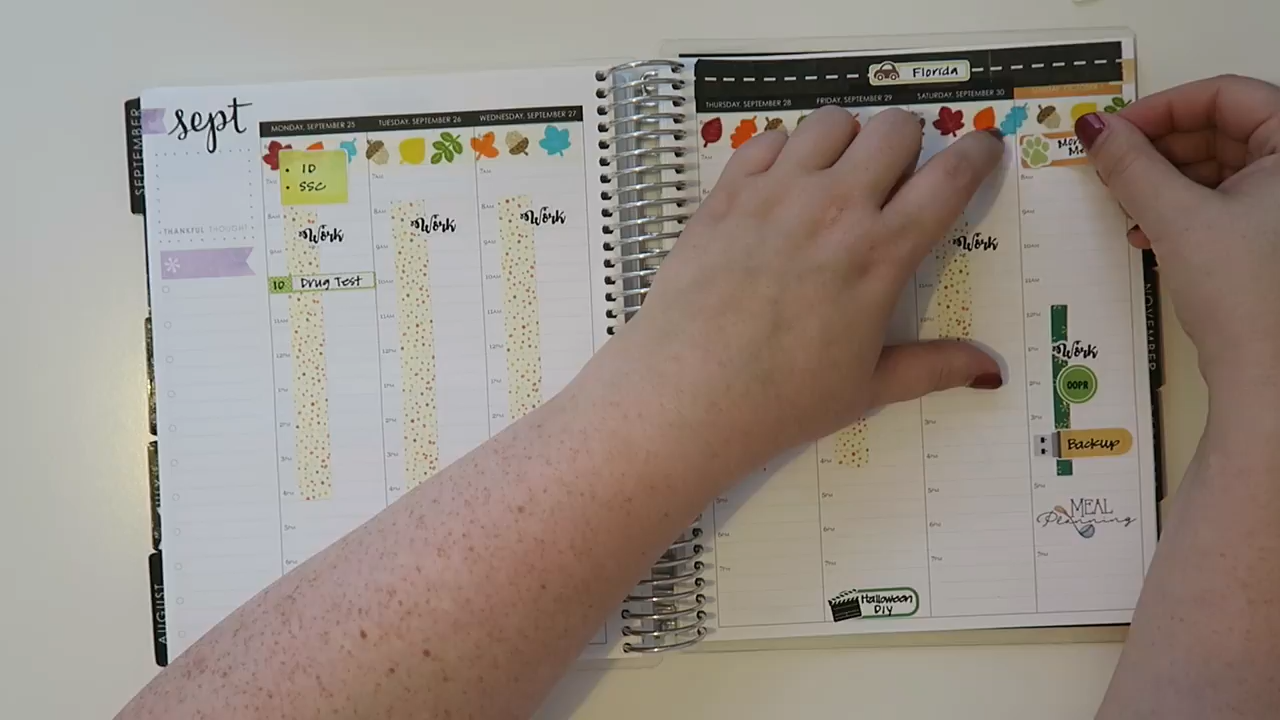 SEPTEMBER
sept
THANKFUL THOUGHT
MONDAY, SEPTEMBER 25
TUESDAY, SEPTEMBER 26
WEDNESDAY, SEPTEMBER 27
• ID
• SSC
Work
Work
Work
10 Drug Test
AUGUST
Florida
THURSDAY, SEPTEMBER 28
FRIDAY, SEPTEMBER 29
SATURDAY, SEPTEMBER 30
Work
Work
OOPR
Backup
MEAL
Planning
Halloween
DIY
NOVEMBER